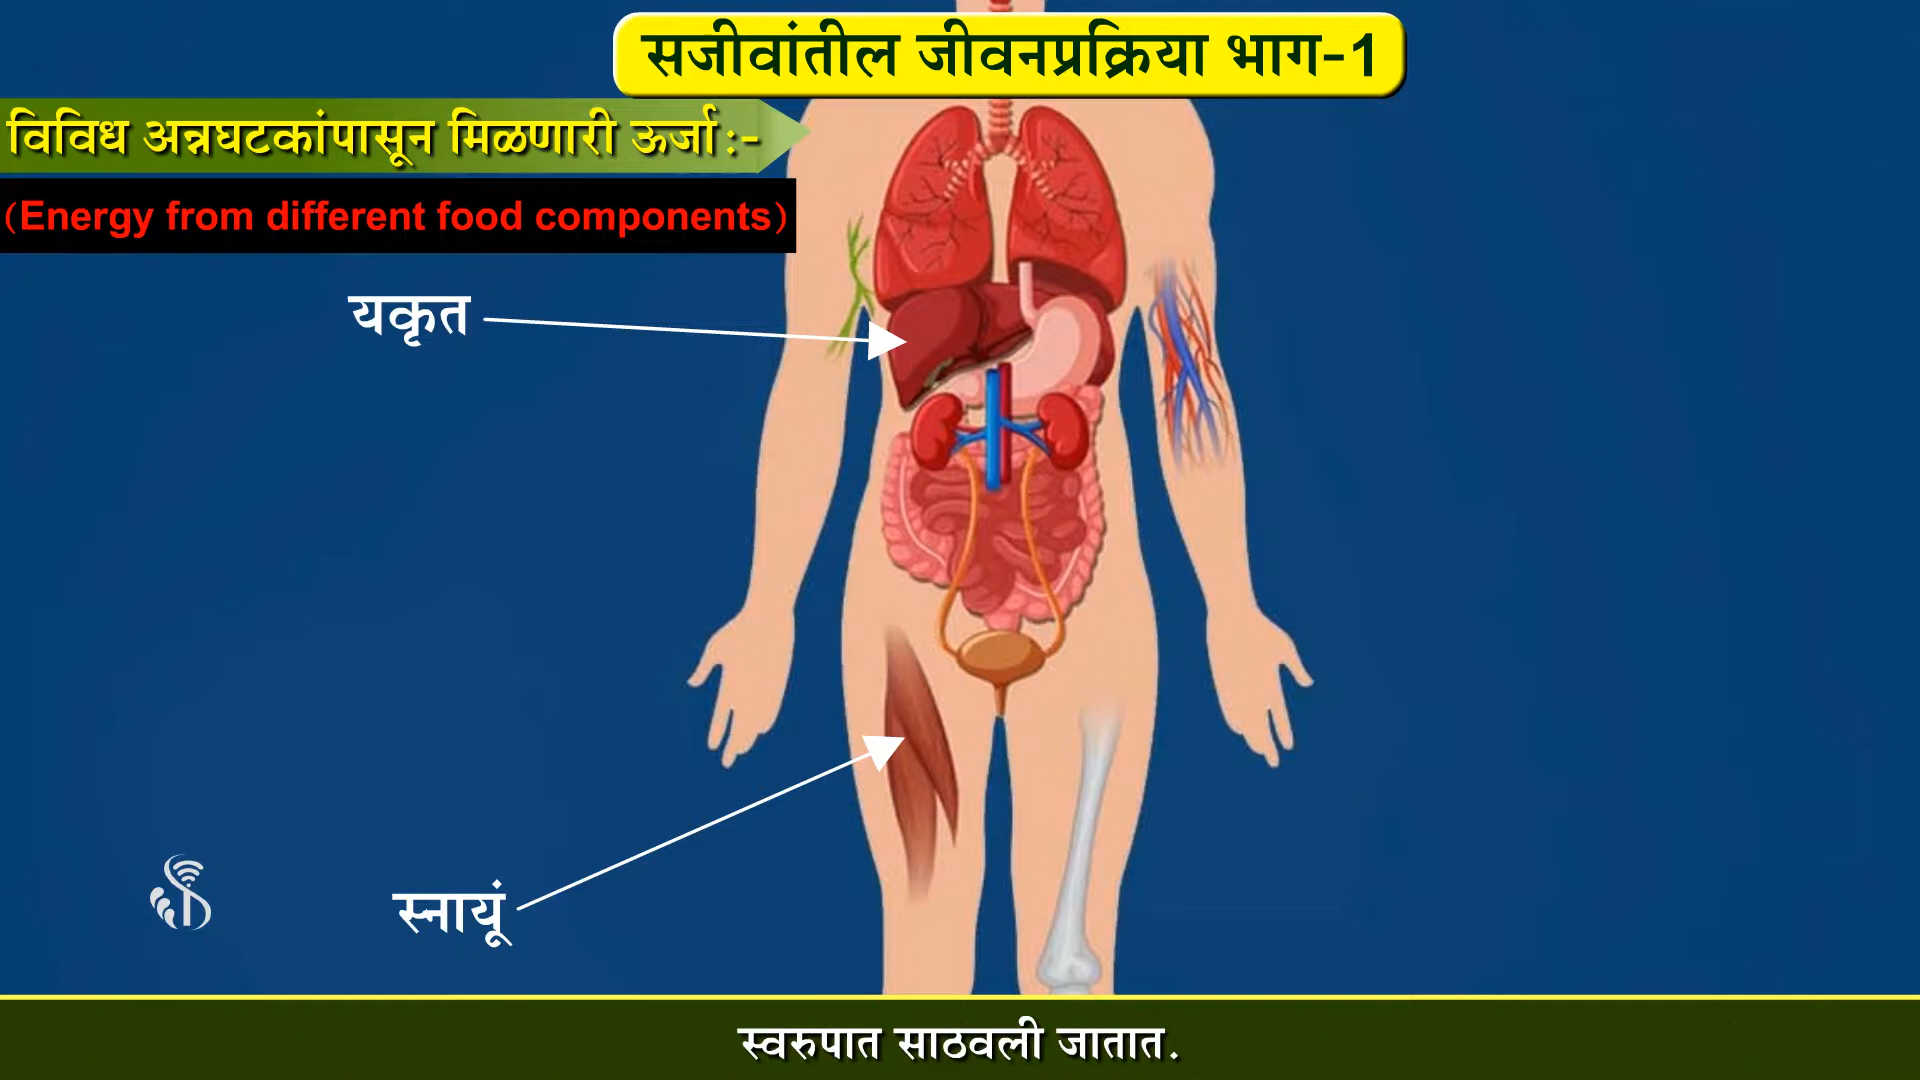 सजीवांतील जीवनप्रक्रिया भाग-1
विविध अन्नघटकांपासून मिळणारी ऊर्जा:-
(Energy from different food components)
यकृत
स्नायूं
स्वरुपात साठवली जातात.